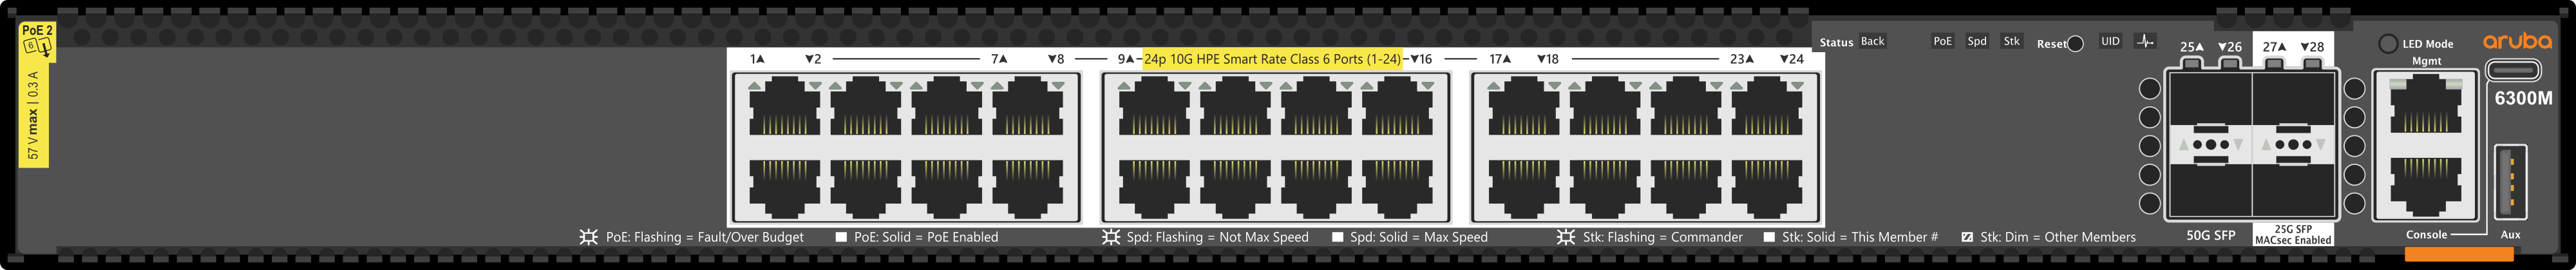 PoE 2
6
57 V max | 0.3 A
1▲ ▼2 7▲ ▼8 9▲ 24p 10G HPE Smart Rate Class 6 Ports (1-24) ▼16 17▲ ▼18 23▲ ▼24
Status Back PoE Spd Stk Reset UID
25▲ ▼26 27▲ ▼28
LED Mode
Mgmt
aruba
6300M
PoE: Flashing = Fault/Over Budget PoE: Solid = PoE Enabled Spd: Flashing = Not Max Speed Spd: Solid = Max Speed Stk: Flashing = Commander Stk: Solid = This Member # Stk: Dim = Other Members
50G SFP
25G SFP
MACsec Enabled
Console
Aux